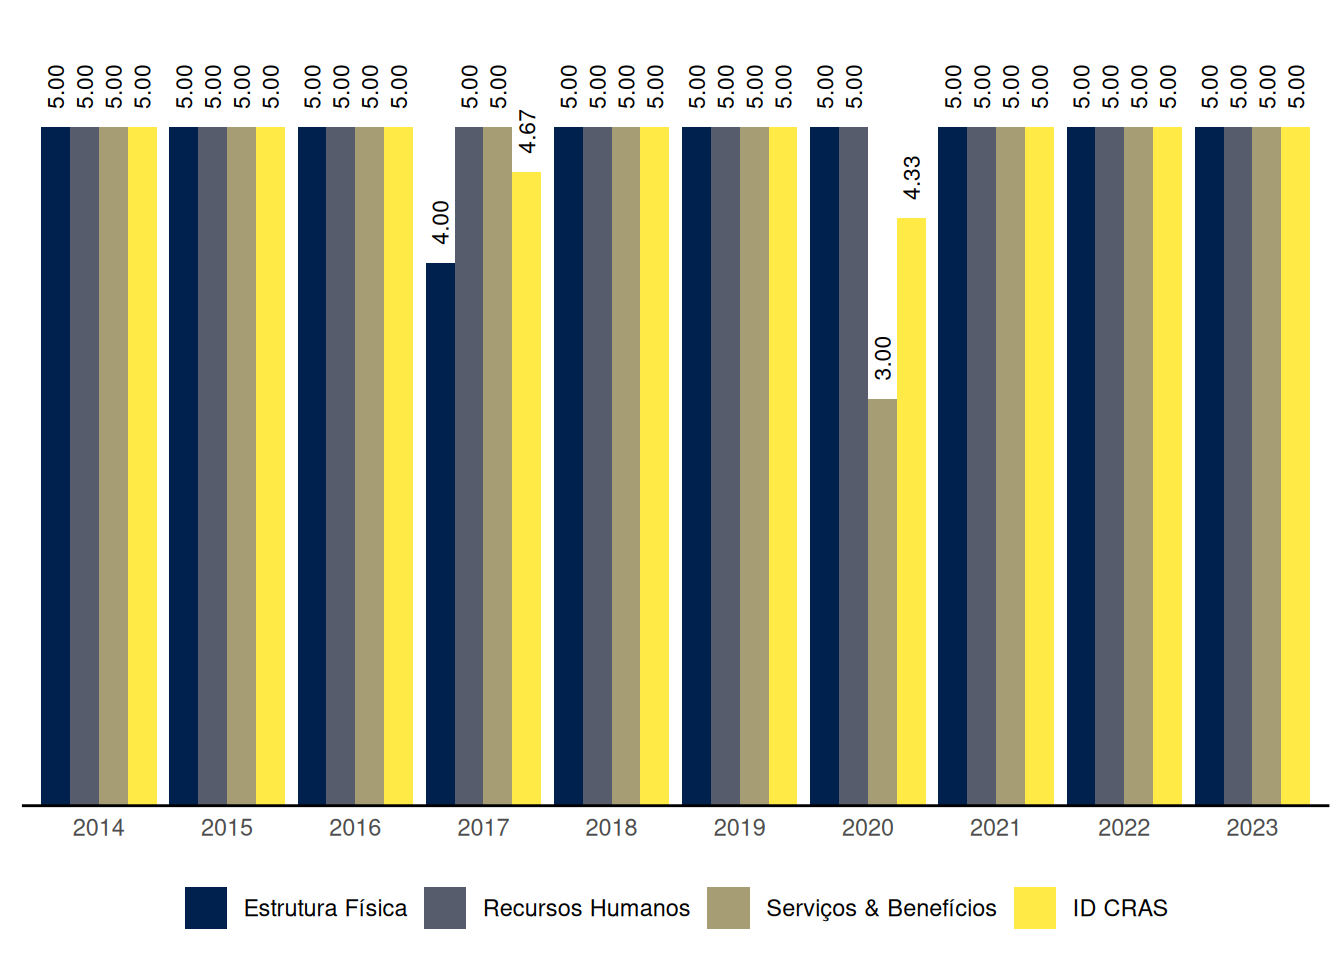 5.00 5.00 5.00 5.00 5.00 5.00 5.00 5.00 5.00 5.00 5.00 5.00 4.00 5.00 5.00 4.67 5.00 5.00 5.00 5.00 5.00 5.00 5.00 5.00 5.00 5.00 3.00 4.33 5.00 5.00 5.00 5.00 5.00 5.00 5.00 5.00 5.00 5.00 5.00 5.00
2014 2015 2016 2017 2018 2019 2020 2021 2022 2023
Estrutura Física Recursos Humanos Serviços & Benefícios ID CRAS